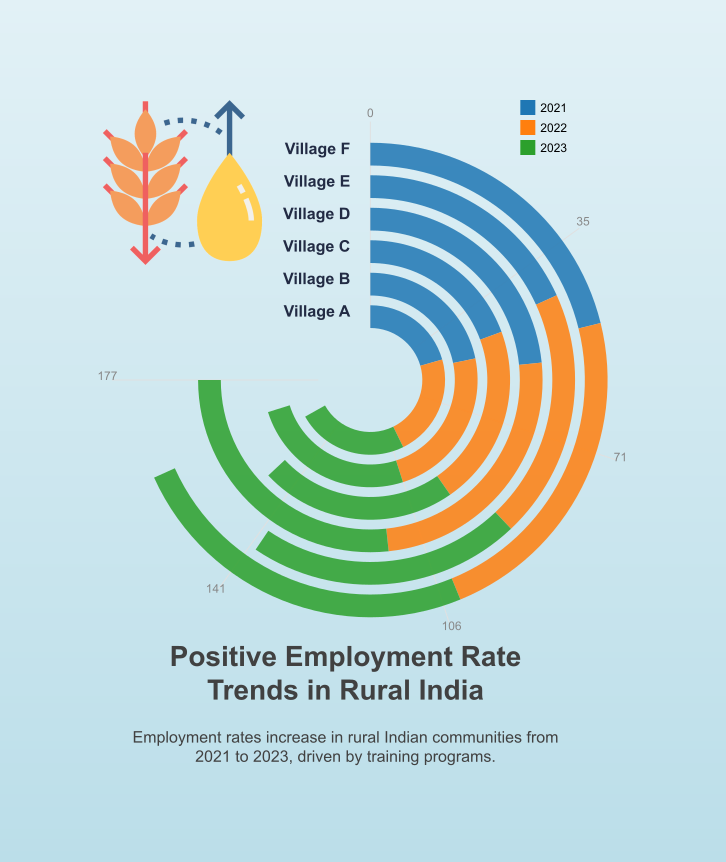 0
2021
2022
2023
Village F
Village E
Village D
Village C
Village B
Village A
35
71
106
141
177
Positive Employment Rate
Trends in Rural India
Employment rates increase in rural Indian communities from
2021 to 2023, driven by training programs.